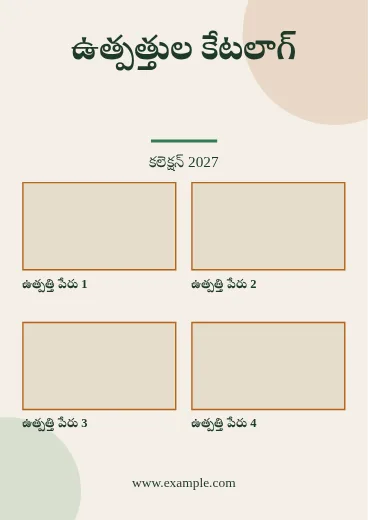 ఉత్పత్తుల కేటలాగ్
కలెక్షన్ 2027
ఉత్పత్తి పేరు 1
ఉత్పత్తి పేరు 2
ఉత్పత్తి పేరు 3
ఉత్పత్తి పేరు 4
www.example.com